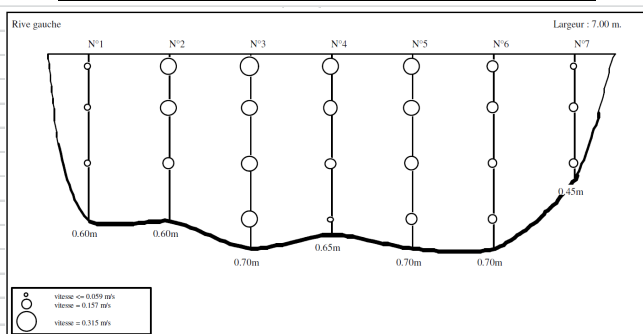 Rive gauche
Largeur : 7.00 m.
N°1 N°2 N°3 N°4 N°5 N°6 N°7
0.45m
0.60m 0.60m 0.65m
0.70m 0.70m 0.70m
vitesse <= 0.059 m/s
vitesse = 0.157 m/s
vitesse = 0.315 m/s